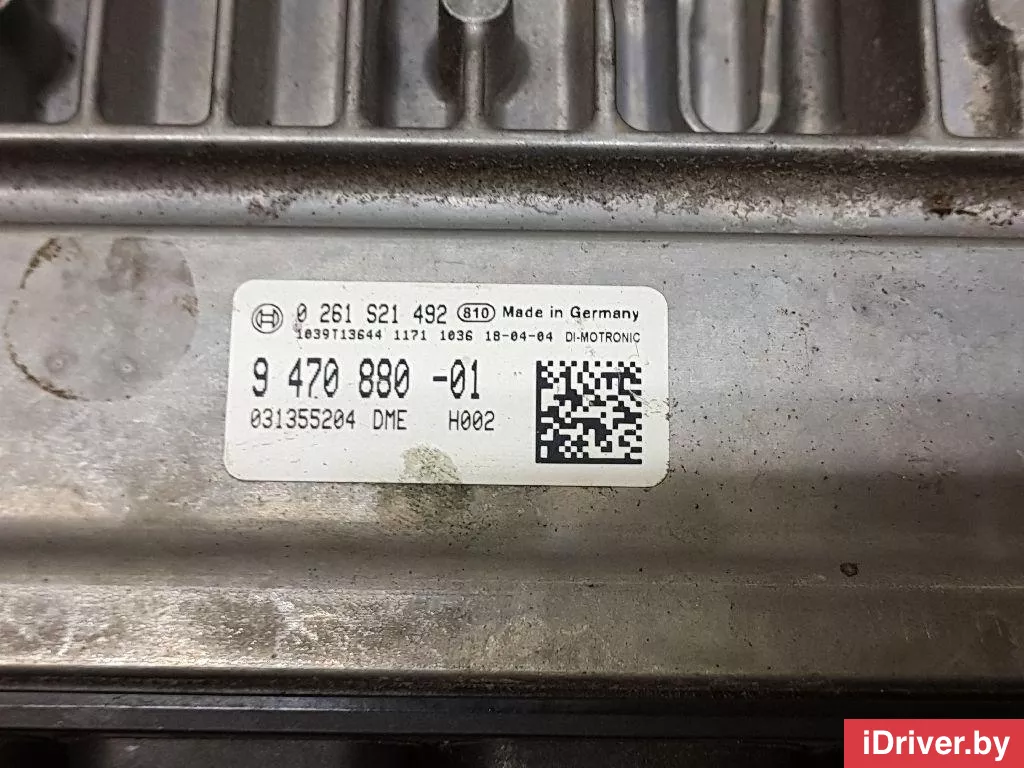 0 261 S21 492 810 Made in Germany
1039T13644 1171 1036 18-04-04 DI-MOTRONIC
9 470 880 -01
031355204 DME H002
iDriver.by